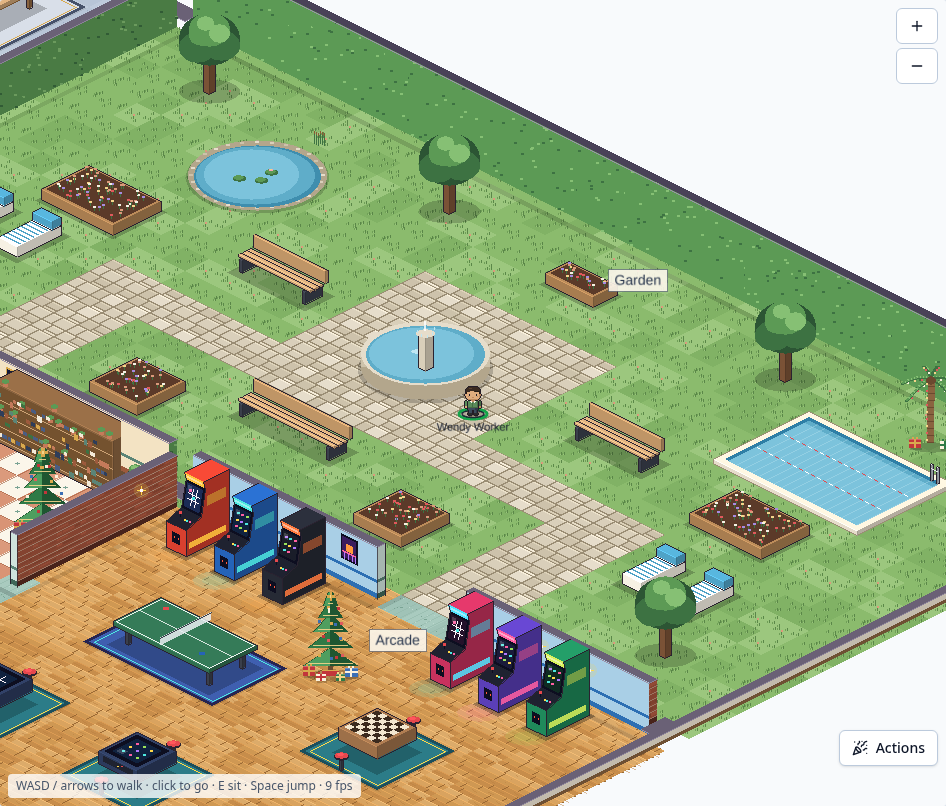 +
−
Garden
Wendy Worker
Arcade
Actions
WASD / arrows to walk · click to go · E sit · Space jump · 9 fps